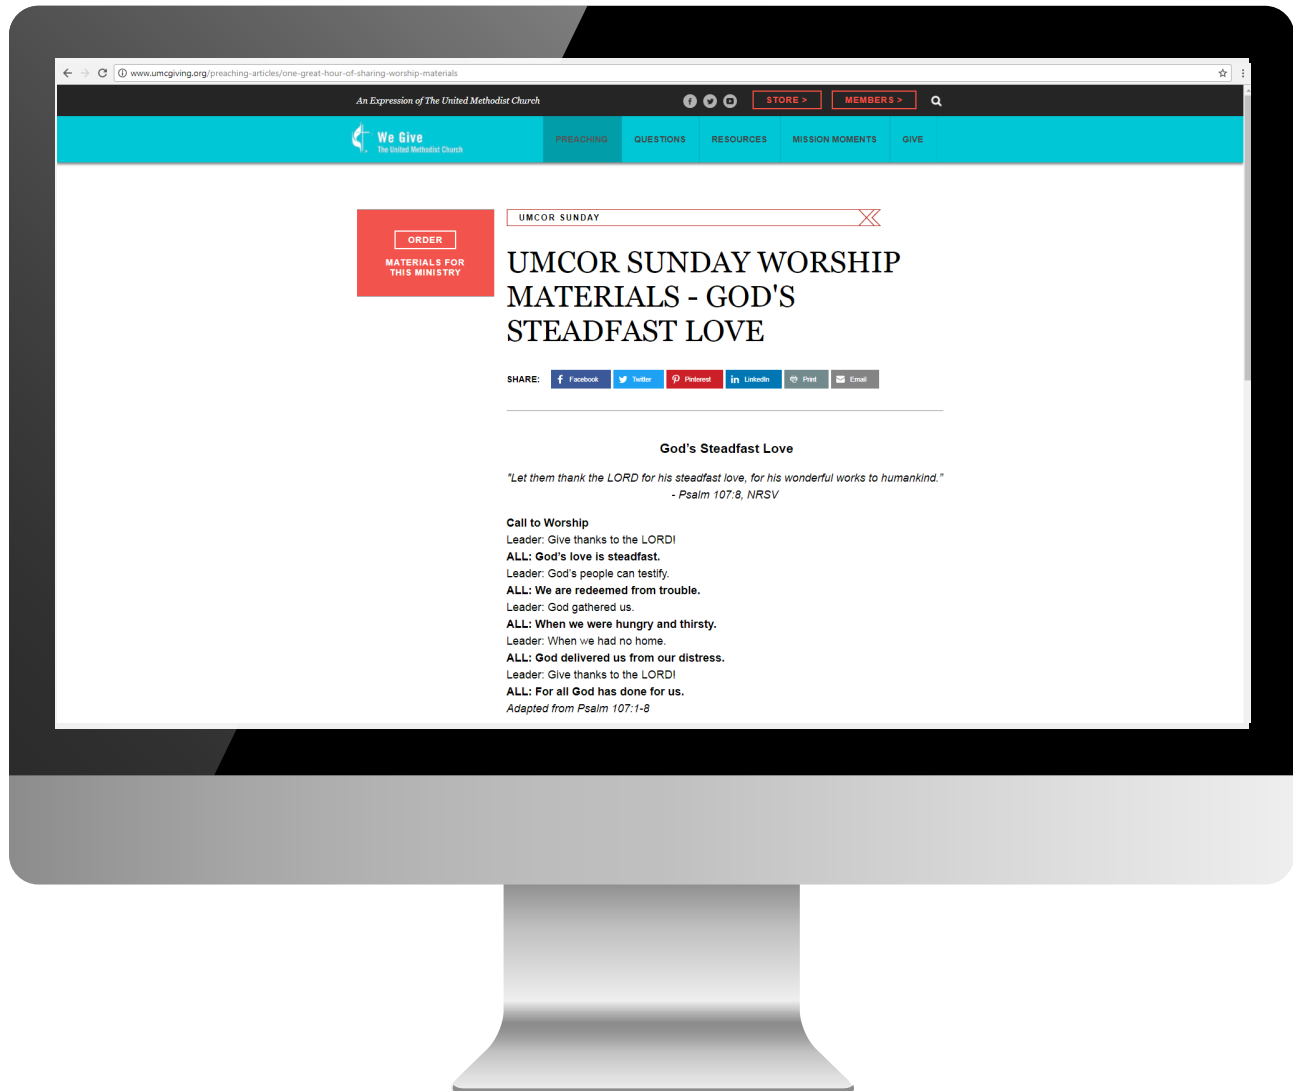 www.umcgiving.org/preaching-articles/one-great-hour-of-sharing-worship-materials
An Expression of The United Methodist Church
STORE >
MEMBERS >
We Give
The United Methodist Church
PREACHING
QUESTIONS
RESOURCES
MISSION MOMENTS
GIVE
ORDER
MATERIALS FOR
THIS MINISTRY
UMCOR SUNDAY
UMCOR SUNDAY WORSHIP
MATERIALS - GOD'S
STEADFAST LOVE
SHARE:
Facebook
Twitter
Pinterest
LinkedIn
Print
Email
God’s Steadfast Love
"Let them thank the LORD for his steadfast love, for his wonderful works to humankind.”
- Psalm 107:8, NRSV
Call to Worship
Leader: Give thanks to the LORD!
ALL: God’s love is steadfast.
Leader: God’s people can testify.
ALL: We are redeemed from trouble.
Leader: God gathered us.
ALL: When we were hungry and thirsty.
Leader: When we had no home.
ALL: God delivered us from our distress.
Leader: Give thanks to the LORD!
ALL: For all God has done for us.
Adapted from Psalm 107:1-8